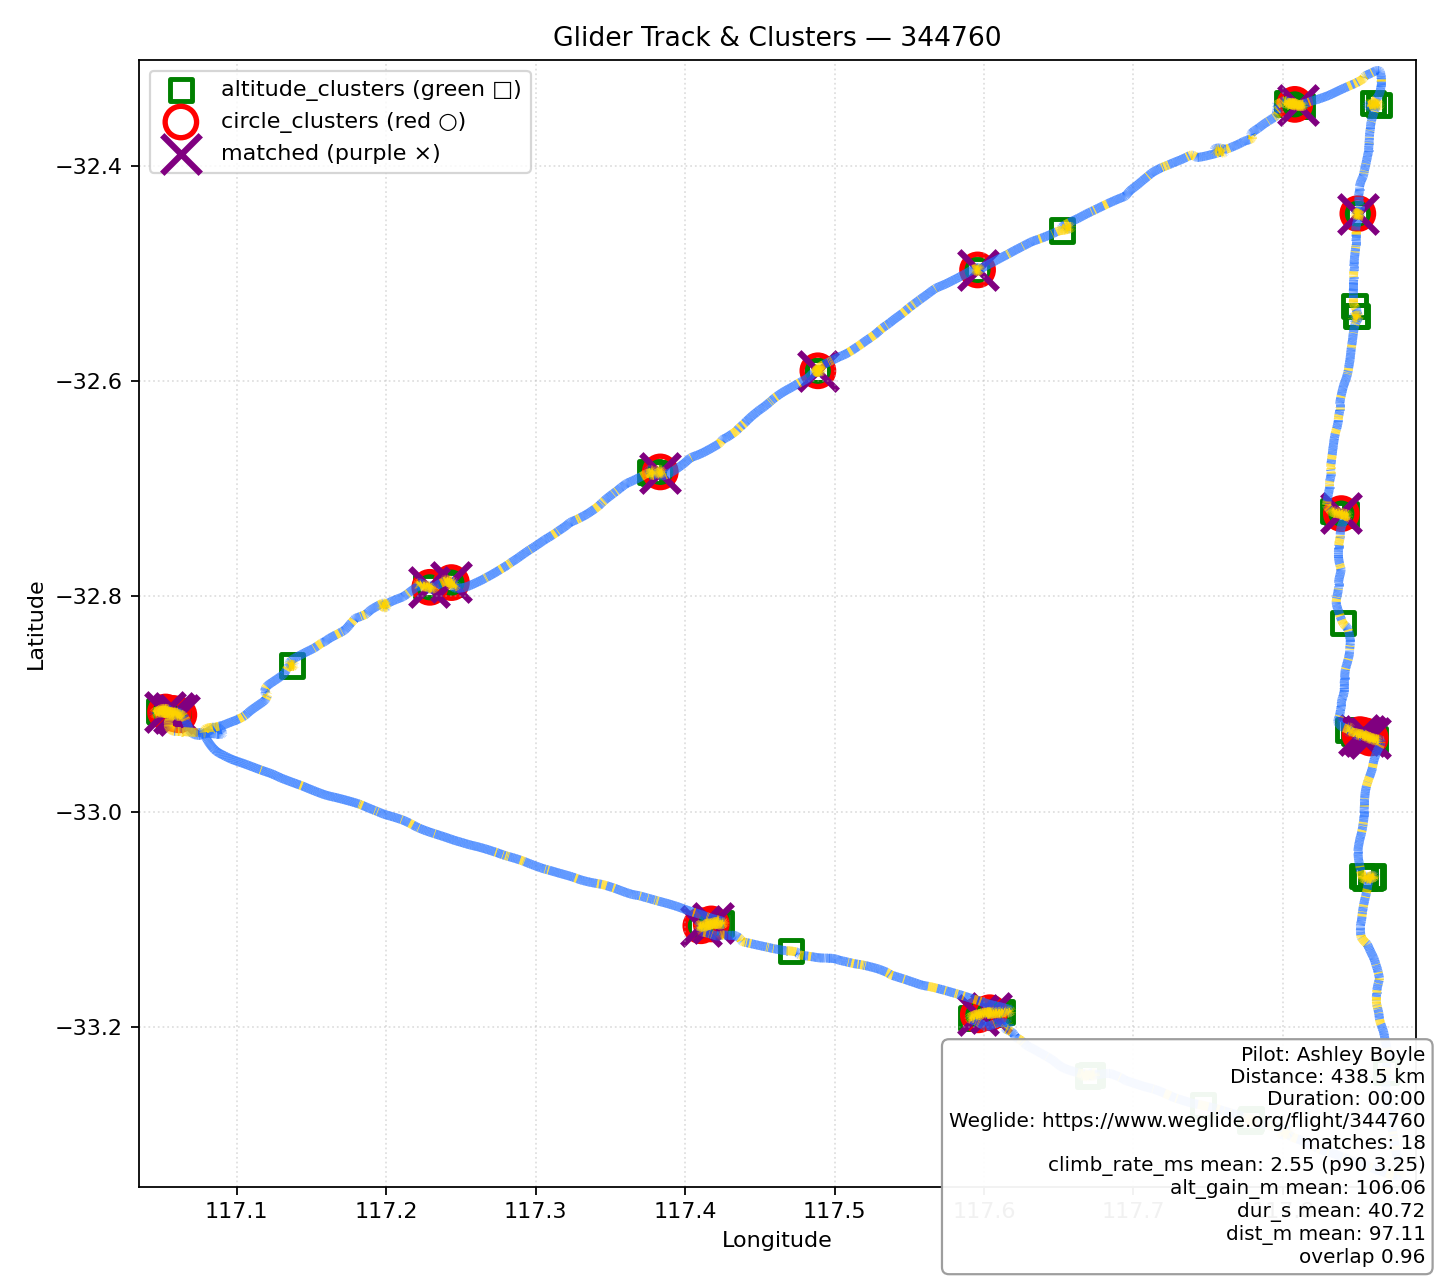 Glider Track & Clusters — 344760
altitude_clusters (green □)
circle_clusters (red ○)
matched (purple ×)
Latitude
−32.4
−32.6
−32.8
−33.0
−33.2
117.1
117.2
117.3
117.4
117.5
117.6
117.7
Longitude
Pilot: Ashley Boyle
Distance: 438.5 km
Duration: 00:00
Weglide: https://www.weglide.org/flight/344760
matches: 18
climb_rate_ms mean: 2.55 (p90 3.25)
alt_gain_m mean: 106.06
dur_s mean: 40.72
dist_m mean: 97.11
overlap 0.96